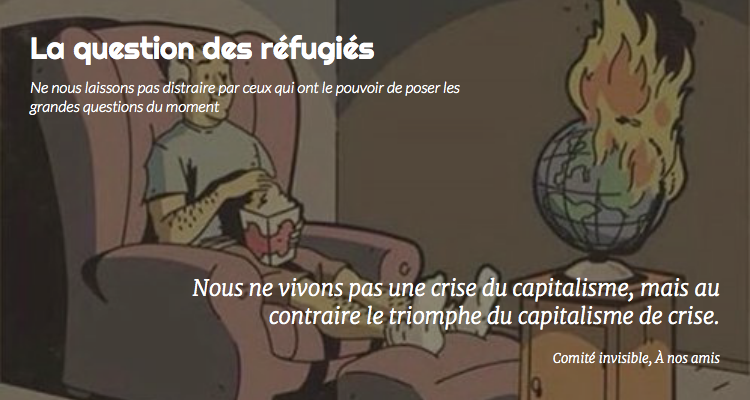 La question des réfugiés
Ne nous laissons pas distraire par ceux qui ont le pouvoir de poser les
grandes questions du moment
Nous ne vivons pas une crise du capitalisme, mais au
contraire le triomphe du capitalisme de crise.
Comité invisible, À nos amis